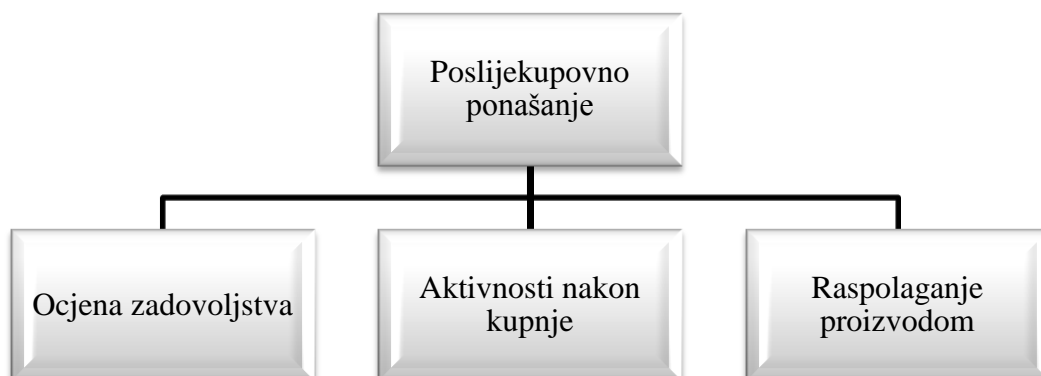 Poslijekupovno
ponašanje
Ocjena zadovoljstva
Aktivnosti nakon
kupnje
Raspolaganje
proizvodom